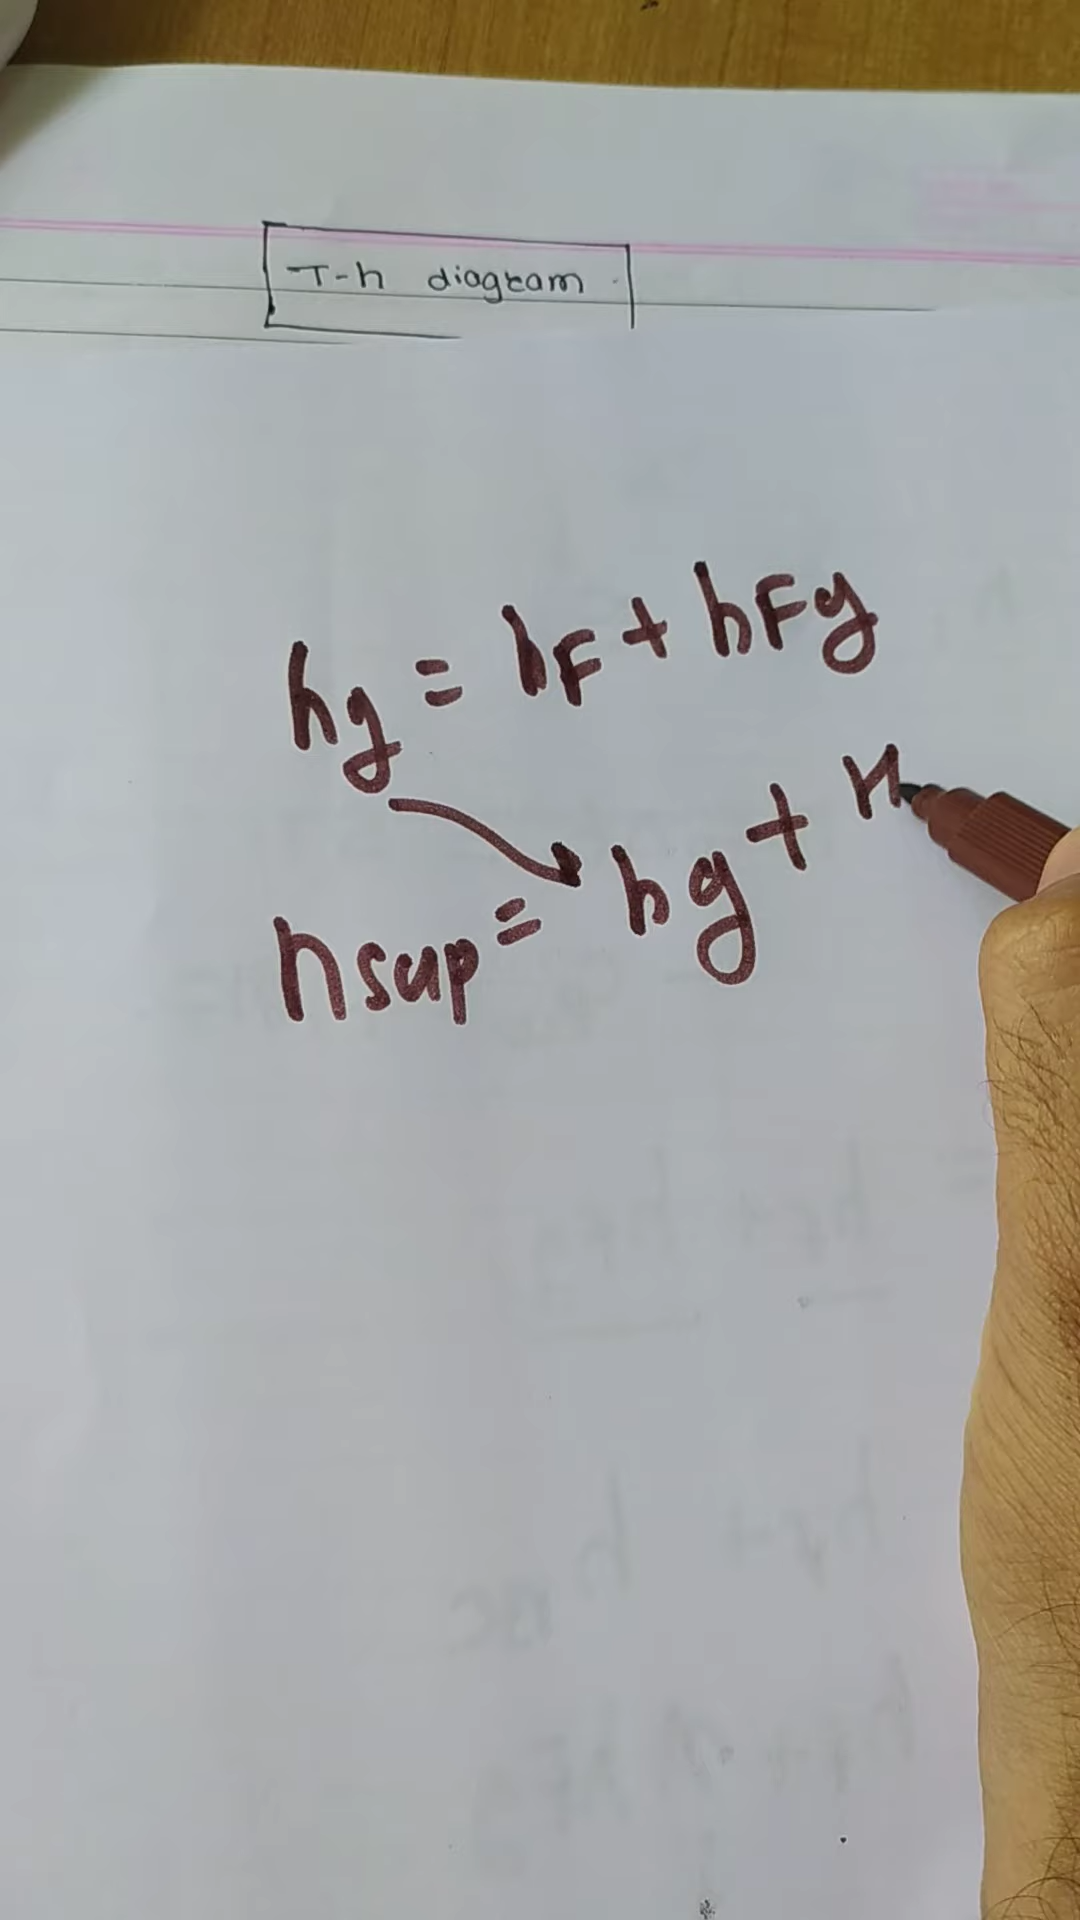 T-h diagram
hg = hF + hFg
hsup = hg + H